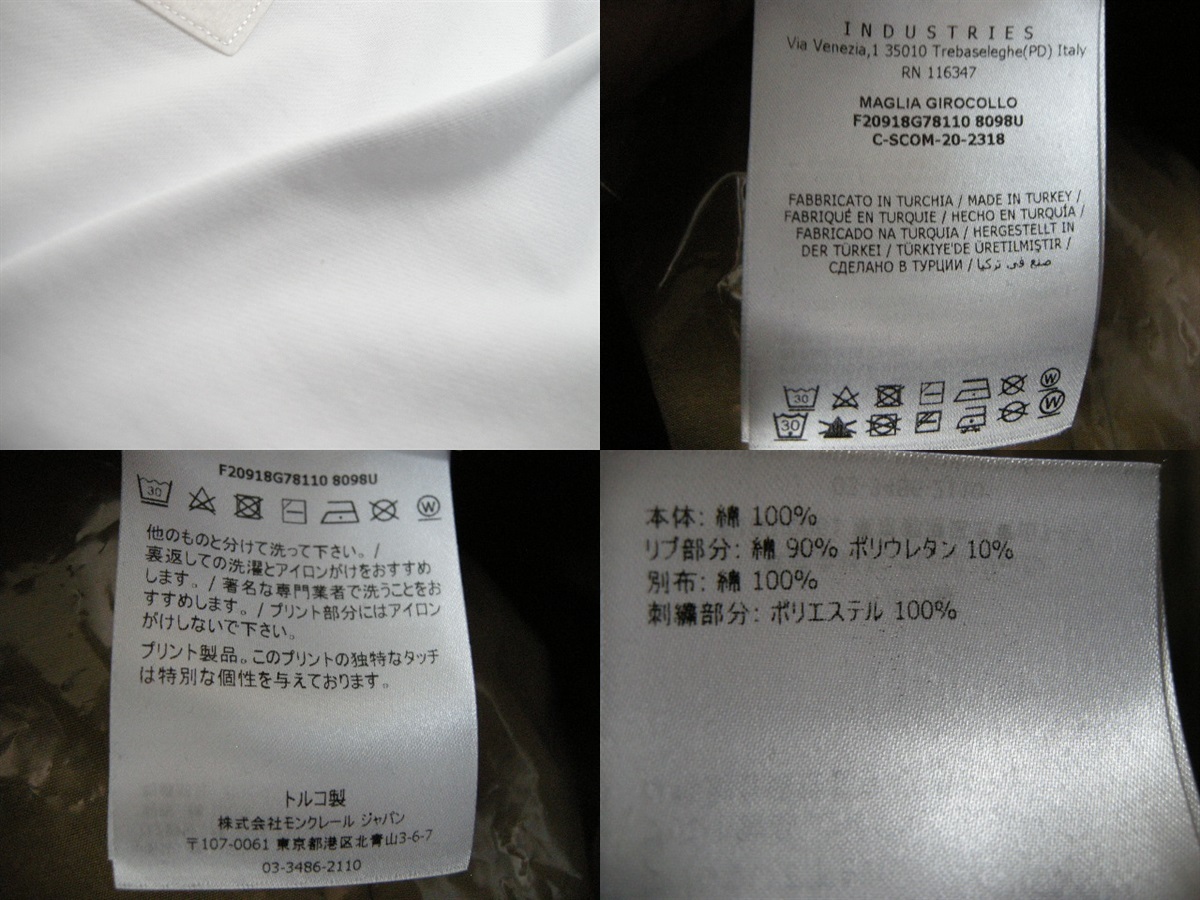 INDUSTRIES
Via Venezia,1 35010 Trebaseleghe(PD) Italy
RN 116347
MAGLIA GIROCOLLO
F20918G78110 8098U
C-SCOM-20-2318
FABBRICATO IN TURCHIA / MADE IN TURKEY /
FABRIQUÉ EN TURQUIE / HECHO EN TURQUÍA /
FABRICADO NA TURQUIA / HERGESTELLT IN
DER TÜRKEI / TÜRKİYE'DE ÜRETILMIŞTIR /
СДЕЛАНО В ТУРЦИИ / صنع في تركيا
30
W
30
W
F20918G78110 8098U
30
W
他のものと分けて洗って下さい。/
裏返しての洗濯とアイロンがけをおすすめ
します。/ 著名な専門業者で洗うことをお
すすめします。/ プリント部分にはアイロン
がけしないで下さい。
プリント製品。このプリントの独特なタッチ
は特別な個性を与えております。
トルコ製
株式会社モンクレール ジャパン
〒107-0061 東京都港区北青山3-6-7
03-3486-2110
本体: 綿 100%
リブ部分: 綿 90% ポリウレタン 10%
別布: 綿 100%
刺繍部分: ポリエステル 100%